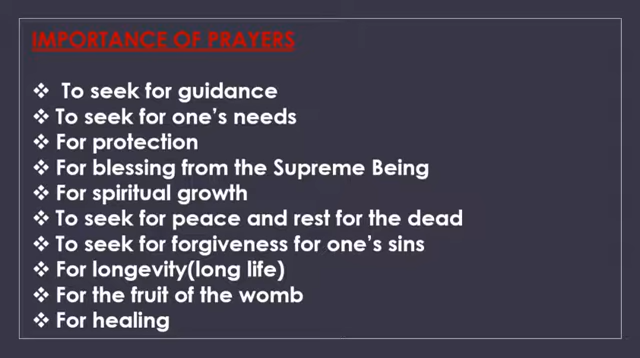 IMPORTANCE OF PRAYERS
❖ To seek for guidance
❖ To seek for one's needs
❖ For protection
❖ For blessing from the Supreme Being
❖ For spiritual growth
❖ To seek for peace and rest for the dead
❖ To seek for forgiveness for one's sins
❖ For longevity(long life)
❖ For the fruit of the womb
❖ For healing